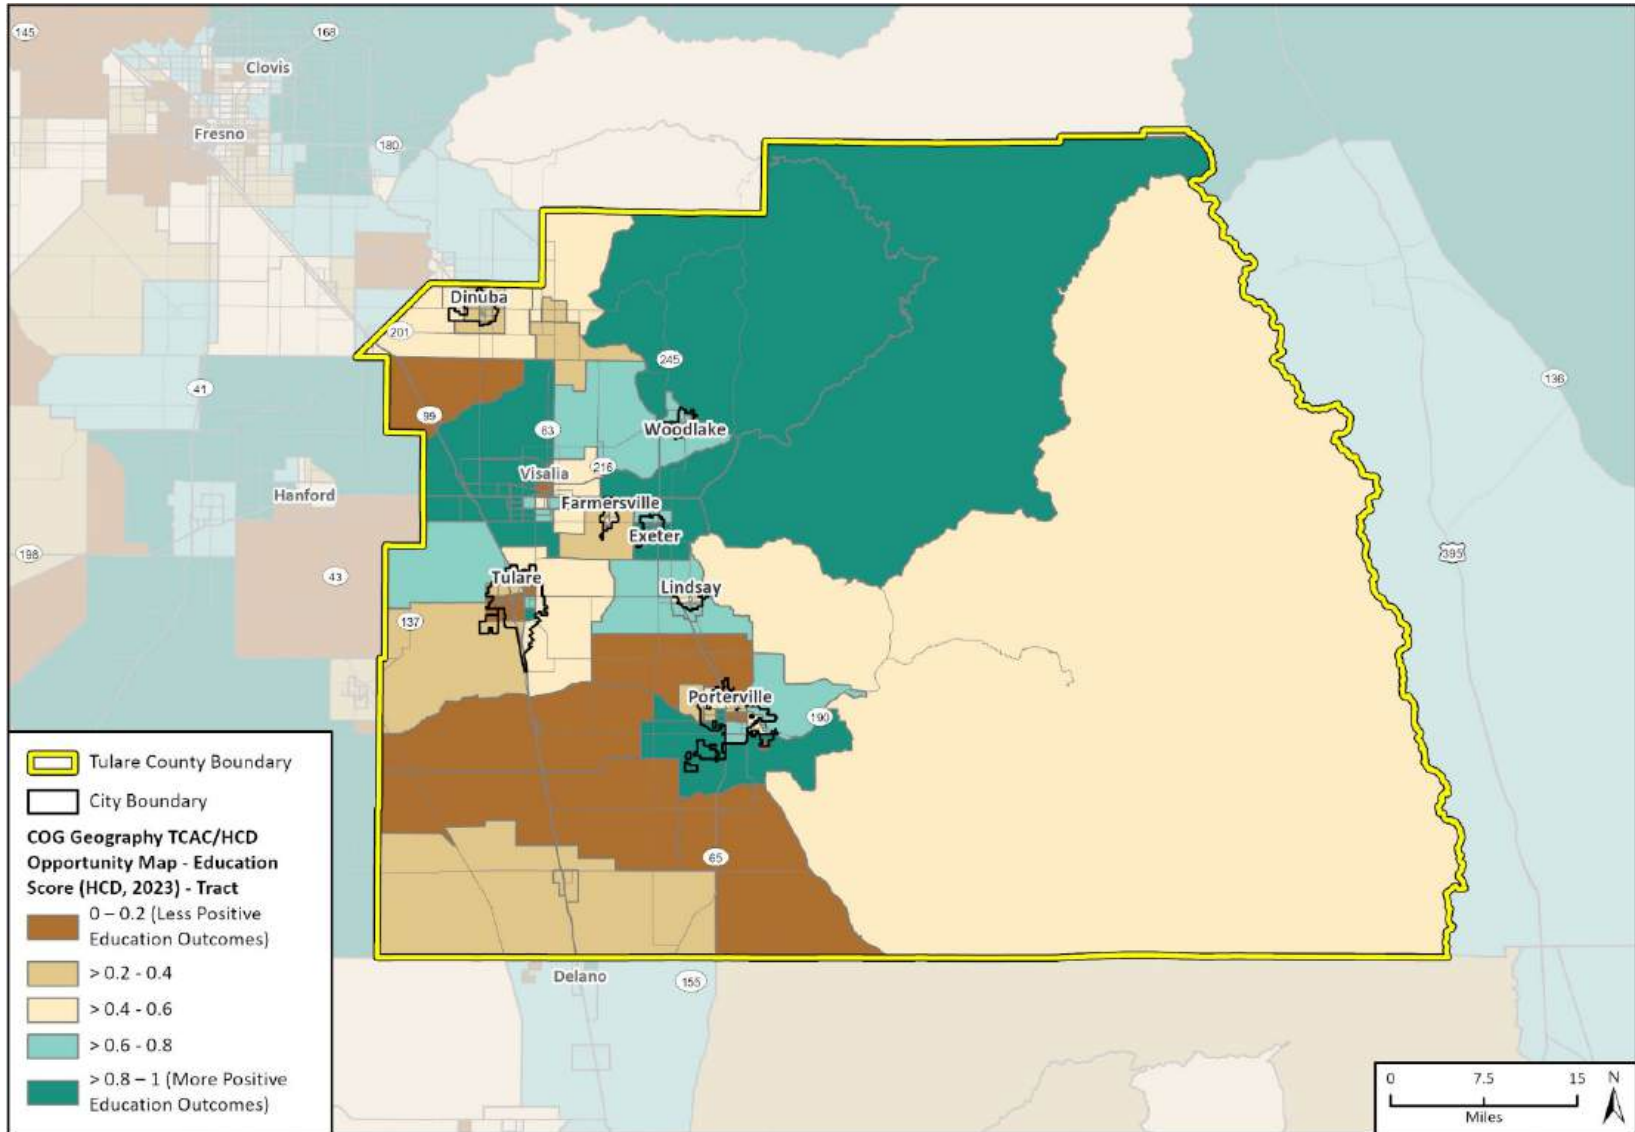 145
168
Clovis
Fresno
180
Dinuba
201
245
41
136
99
63
Woodlake
216
Visalia
Hanford
Farmersville
Exeter
198
395
43
Tulare
Lindsay
137
Porterville
190
65
Delano
155
Tulare County Boundary
City Boundary
COG Geography TCAC/HCD
Opportunity Map - Education
Score (HCD, 2023) - Tract
0 – 0.2 (Less Positive
Education Outcomes)
> 0.2 - 0.4
> 0.4 - 0.6
> 0.6 - 0.8
> 0.8 – 1 (More Positive
Education Outcomes)
0 7.5 15
Miles
N